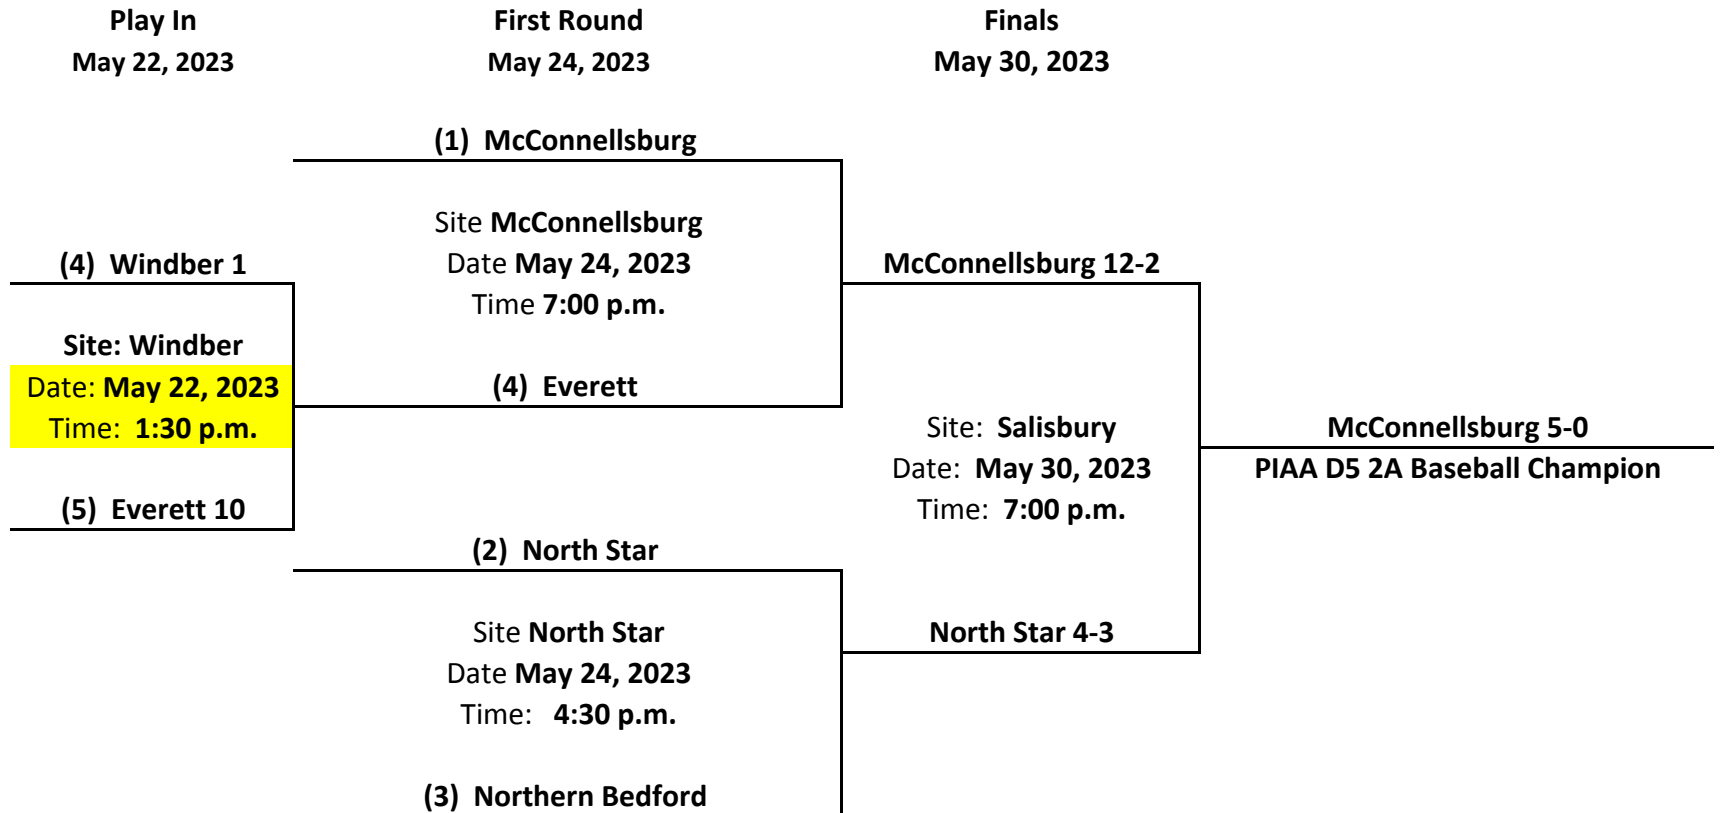 Play In
May 22, 2023
First Round
May 24, 2023
Finals
May 30, 2023
(1) McConnellsburg
Site McConnellsburg
Date May 24, 2023
Time 7:00 p.m.
(4) Windber 1
Site: Windber
Date: May 22, 2023
Time: 1:30 p.m.
(5) Everett 10
(4) Everett
McConnellsburg 12-2
Site: Salisbury
Date: May 30, 2023
Time: 7:00 p.m.
McConnellsburg 5-0
PIAA D5 2A Baseball Champion
(2) North Star
Site North Star
Date May 24, 2023
Time: 4:30 p.m.
North Star 4-3
(3) Northern Bedford